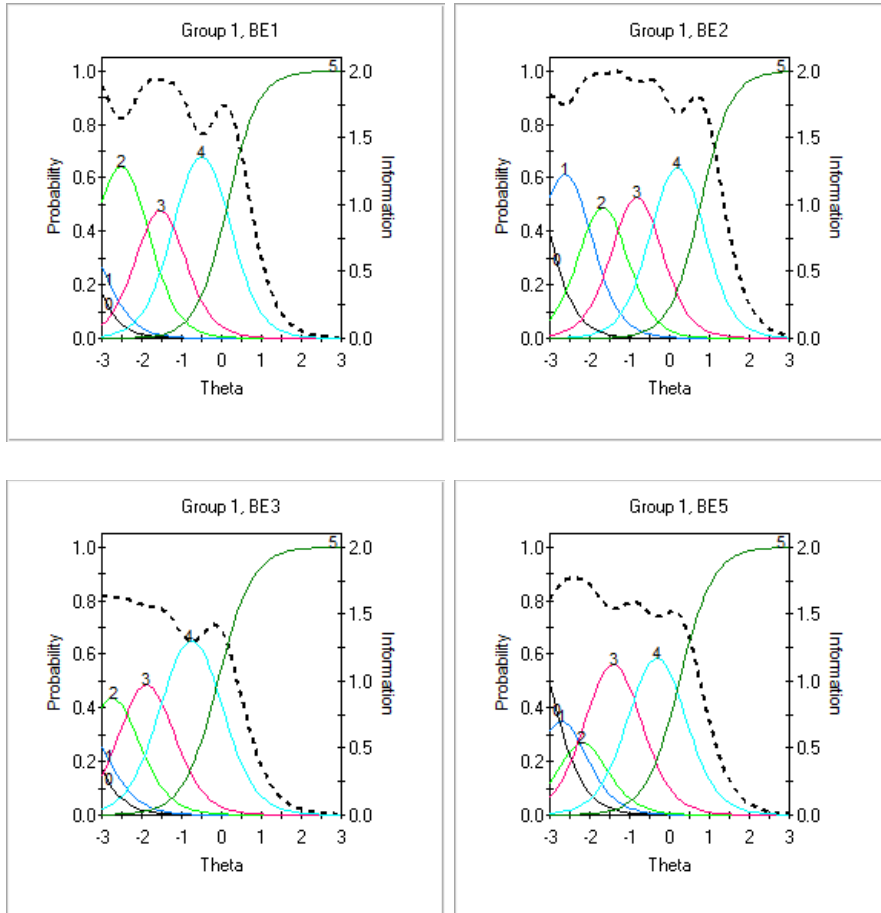 Group 1, BE1
1.0 5 2.0
0.8 1.5
2 4
0.6
Probability 3 1.0 Information
0.4
1 0.5
0.2 0
0.0 0.0
-3 -2 -1 0 1 2 3
Theta
Group 1, BE2
1.0 5 2.0
0.8 1.5
1 4
0.6 3
Probability 2 1.0 Information
0.4
0 0.5
0.2
0.0 0.0
-3 -2 -1 0 1 2 3
Theta
Group 1, BE3
1.0 5 2.0
0.8 1.5
4
0.6
Probability 2 3 1.0 Information
0.4
1 0.5
0.2 0
0.0 0.0
-3 -2 -1 0 1 2 3
Theta
Group 1, BE5
1.0 5 2.0
0.8 1.5
3 4
0.6
Probability 0 1 1.0 Information
0.4
2 0.5
0.2
0.0 0.0
-3 -2 -1 0 1 2 3
Theta